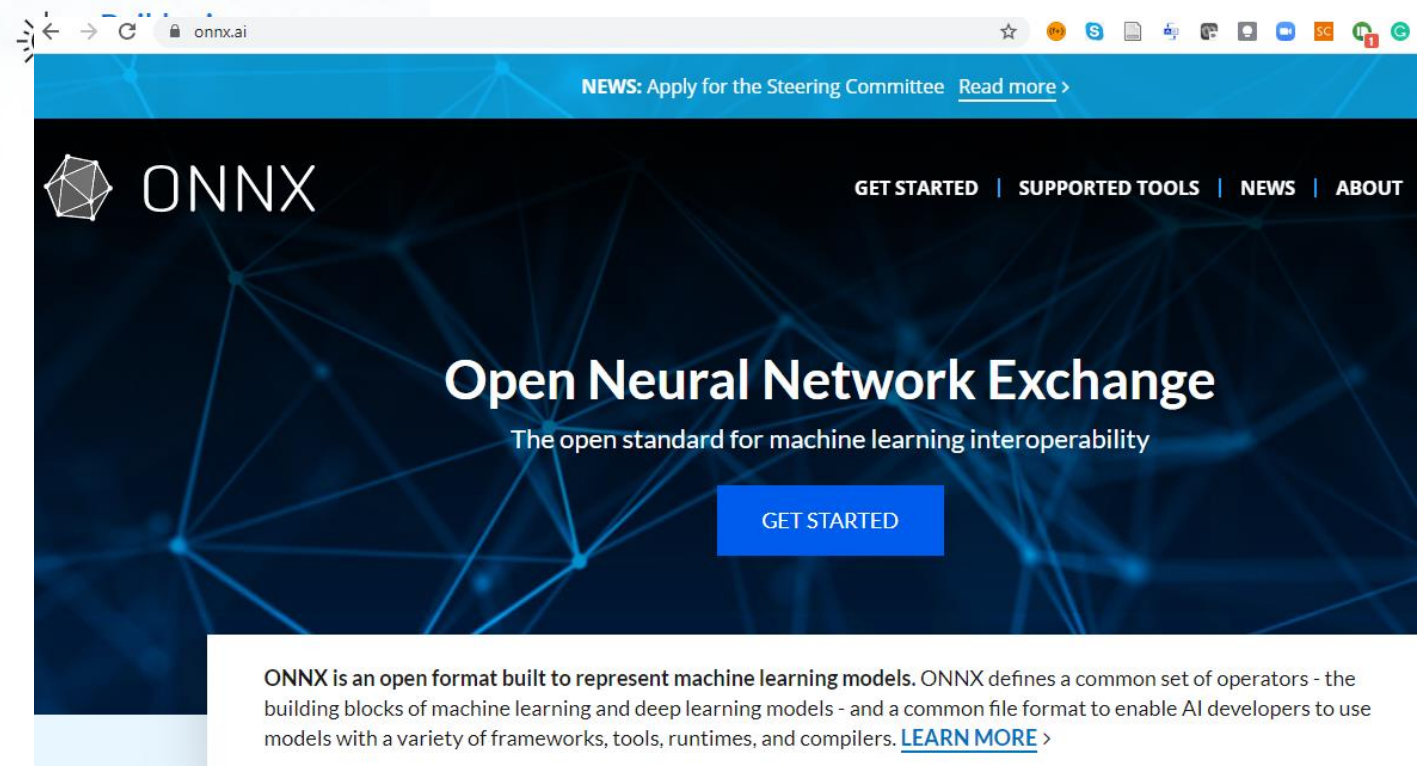 onnx.ai
SC
1
NEWS: Apply for the Steering Committee Read more >
ONNX
GET STARTED | SUPPORTED TOOLS | NEWS | ABOUT
Open Neural Network Exchange
The open standard for machine learning interoperability
GET STARTED
ONNX is an open format built to represent machine learning models. ONNX defines a common set of operators - the
building blocks of machine learning and deep learning models - and a common file format to enable AI developers to use
models with a variety of frameworks, tools, runtimes, and compilers. LEARN MORE >